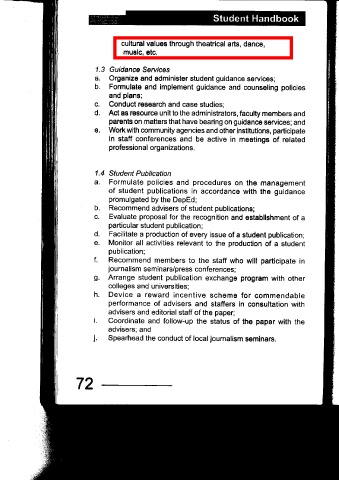 Student Handbook
cultural values through theatrical arts, dance,
music, etc.
1.3 Guidance Services
a. Organize and administer student guidance services;
b. Formulate and implement guidance and counseling policies
and plans;
c. Conduct research and case studies;
d. Act as resource unit to the administrators, faculty members and
parents on matters that have bearing on guidance services; and
e. Work with community agencies and other institutions, participate
in staff conferences and be active in meetings of related
professional organizations.
1.4 Student Publication
a. Formulate policies and procedures on the management
of student publications in accordance with the guidance
promulgated by the DepEd;
b. Recommend advisers of student publications;
c. Evaluate proposal for the recognition and establishment of a
particular student publication;
d. Facilitate a production of every issue of a student publication;
e. Monitor all activities relevant to the production of a student
publication;
f. Recommend members to the staff who will participate in
journalism seminars/press conferences;
g. Arrange student publication exchange program with other
colleges and universities;
h. Device a reward incentive scheme for commendable
performance of advisers and staffers in consultation with
advisers and editorial staff of the paper;
i. Coordinate and follow-up the status of the paper with the
advisers; and
j. Spearhead the conduct of local journalism seminars.
72